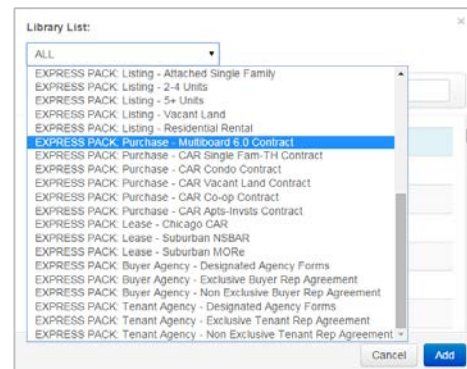 Library List:
ALL
EXPRESS PACK: Listing - Attached Single Family
EXPRESS PACK: Listing - 2-4 Units
EXPRESS PACK: Listing - 5+ Units
EXPRESS PACK: Listing - Vacant Land
EXPRESS PACK: Listing - Residential Rental
EXPRESS PACK: Purchase - Multiboard 6.0 Contract
EXPRESS PACK: Purchase - CAR Single Fam-TH Contract
EXPRESS PACK: Purchase - CAR Condo Contract
EXPRESS PACK: Purchase - CAR Vacant Land Contract
EXPRESS PACK: Purchase - CAR Co-op Contract
EXPRESS PACK: Purchase - CAR Apts-Invsts Contract
EXPRESS PACK: Lease - Chicago CAR
EXPRESS PACK: Lease - Suburban NSBAR
EXPRESS PACK: Lease - Suburban MORe
EXPRESS PACK: Buyer Agency - Designated Agency Forms
EXPRESS PACK: Buyer Agency - Exclusive Buyer Rep Agreement
EXPRESS PACK: Buyer Agency - Non Exclusive Buyer Rep Agreement
EXPRESS PACK: Tenant Agency - Designated Agency Forms
EXPRESS PACK: Tenant Agency - Exclusive Tenant Rep Agreement
EXPRESS PACK: Tenant Agency - Non Exclusive Tenant Rep Agreement
Cancel Add